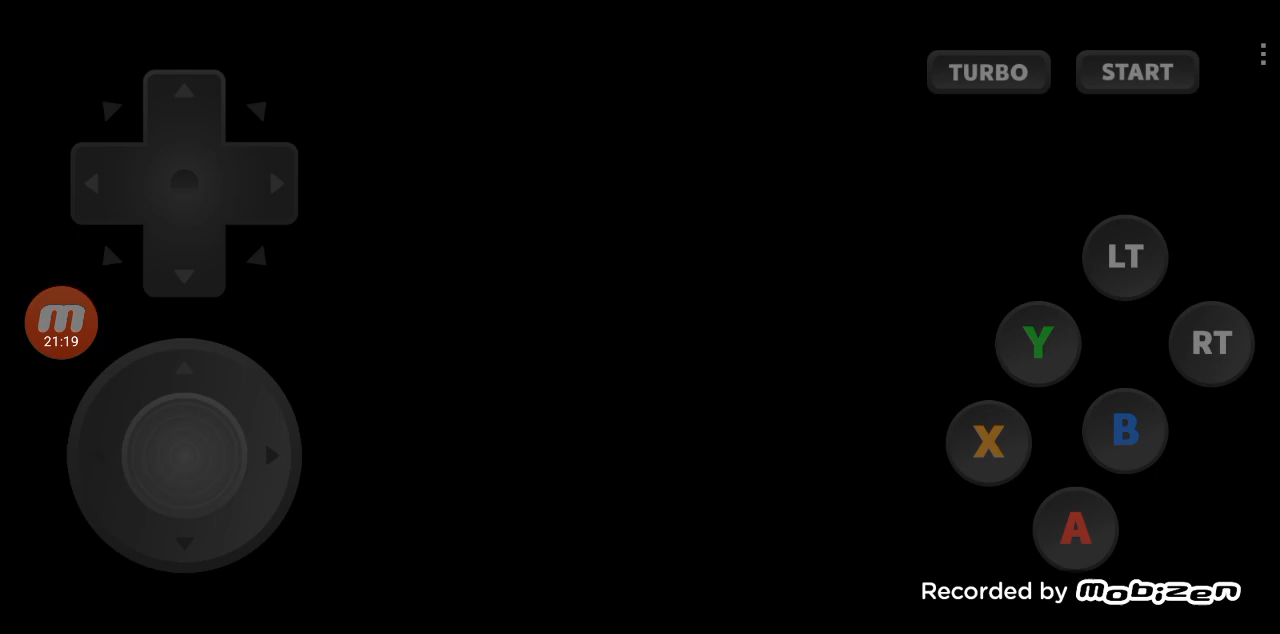 TURBO START
LT
Y RT
m
21:19
X B
A
Recorded by mobizen